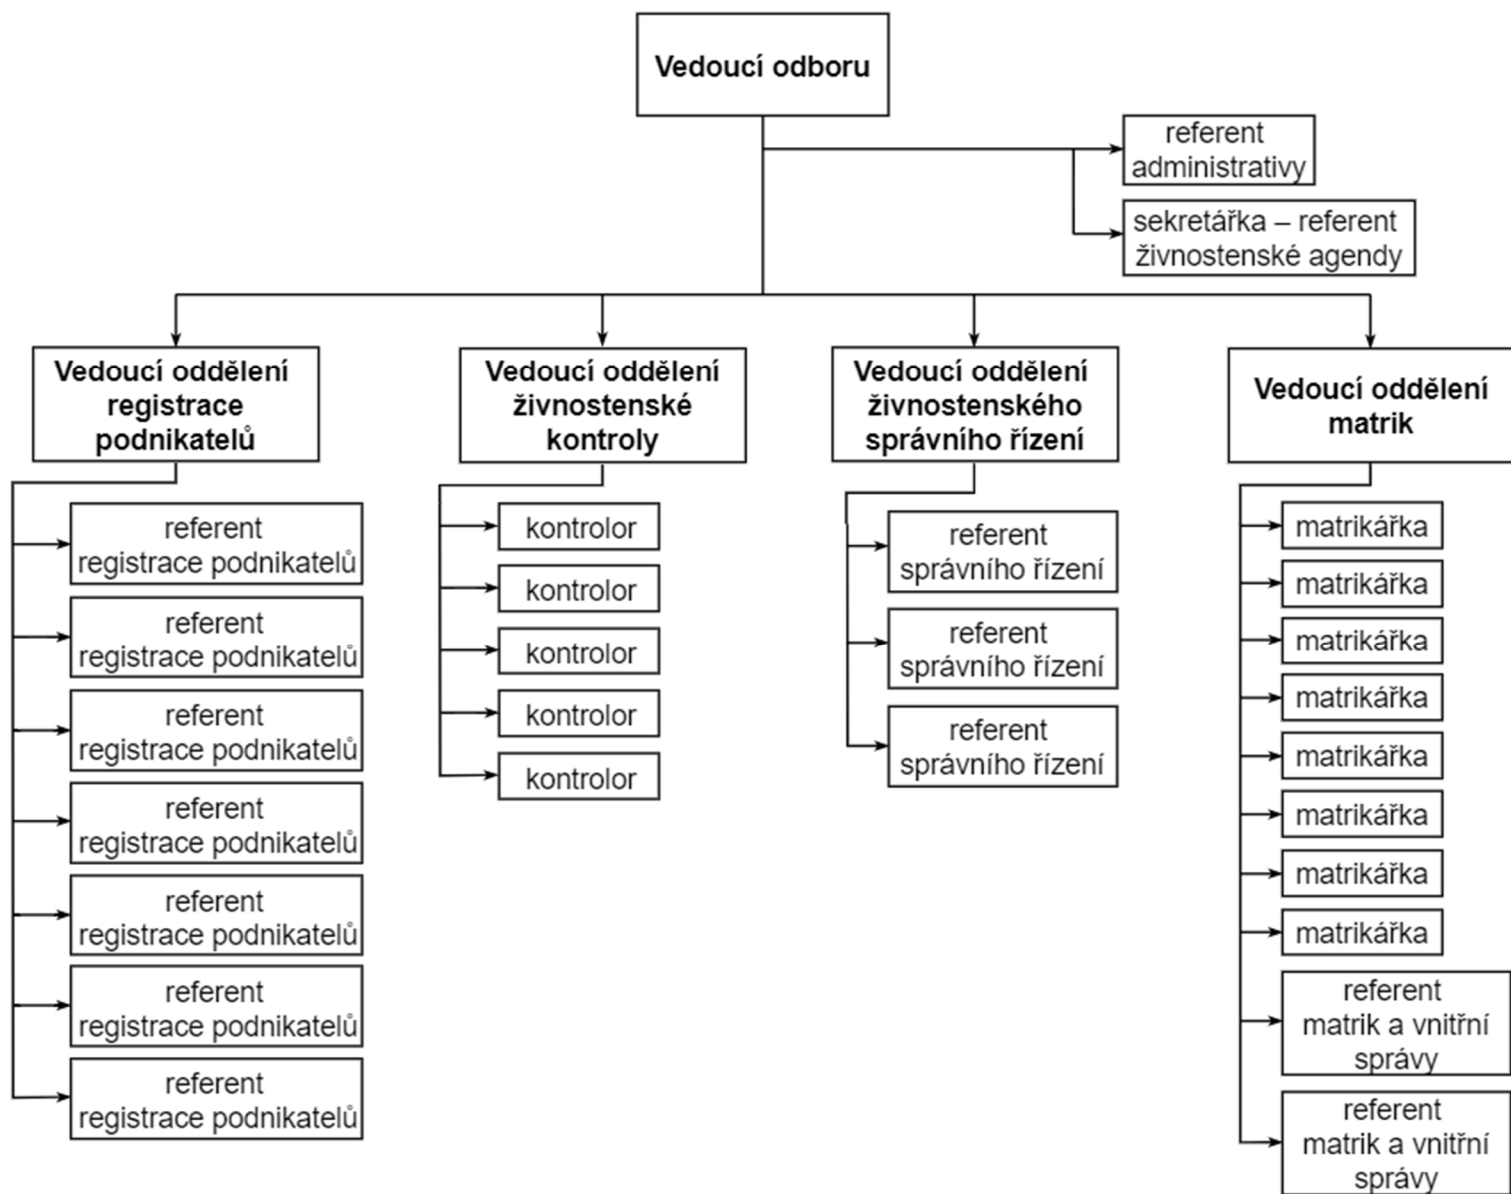 Vedoucí odboru
referent
administrativy
sekretářka – referent
živnostenské agendy
Vedoucí oddělení
registrace
podnikatelů
referent
registrace podnikatelů
referent
registrace podnikatelů
referent
registrace podnikatelů
referent
registrace podnikatelů
referent
registrace podnikatelů
referent
registrace podnikatelů
referent
registrace podnikatelů
Vedoucí oddělení
živnostenské
kontroly
kontrolor
kontrolor
kontrolor
kontrolor
kontrolor
Vedoucí oddělení
živnostenského
správního řízení
referent
správního řízení
referent
správního řízení
referent
správního řízení
Vedoucí oddělení
matrik
matrikářka
matrikářka
matrikářka
matrikářka
matrikářka
matrikářka
matrikářka
matrikářka
referent
matrik a vnitřní
správy
referent
matrik a vnitřní
správy